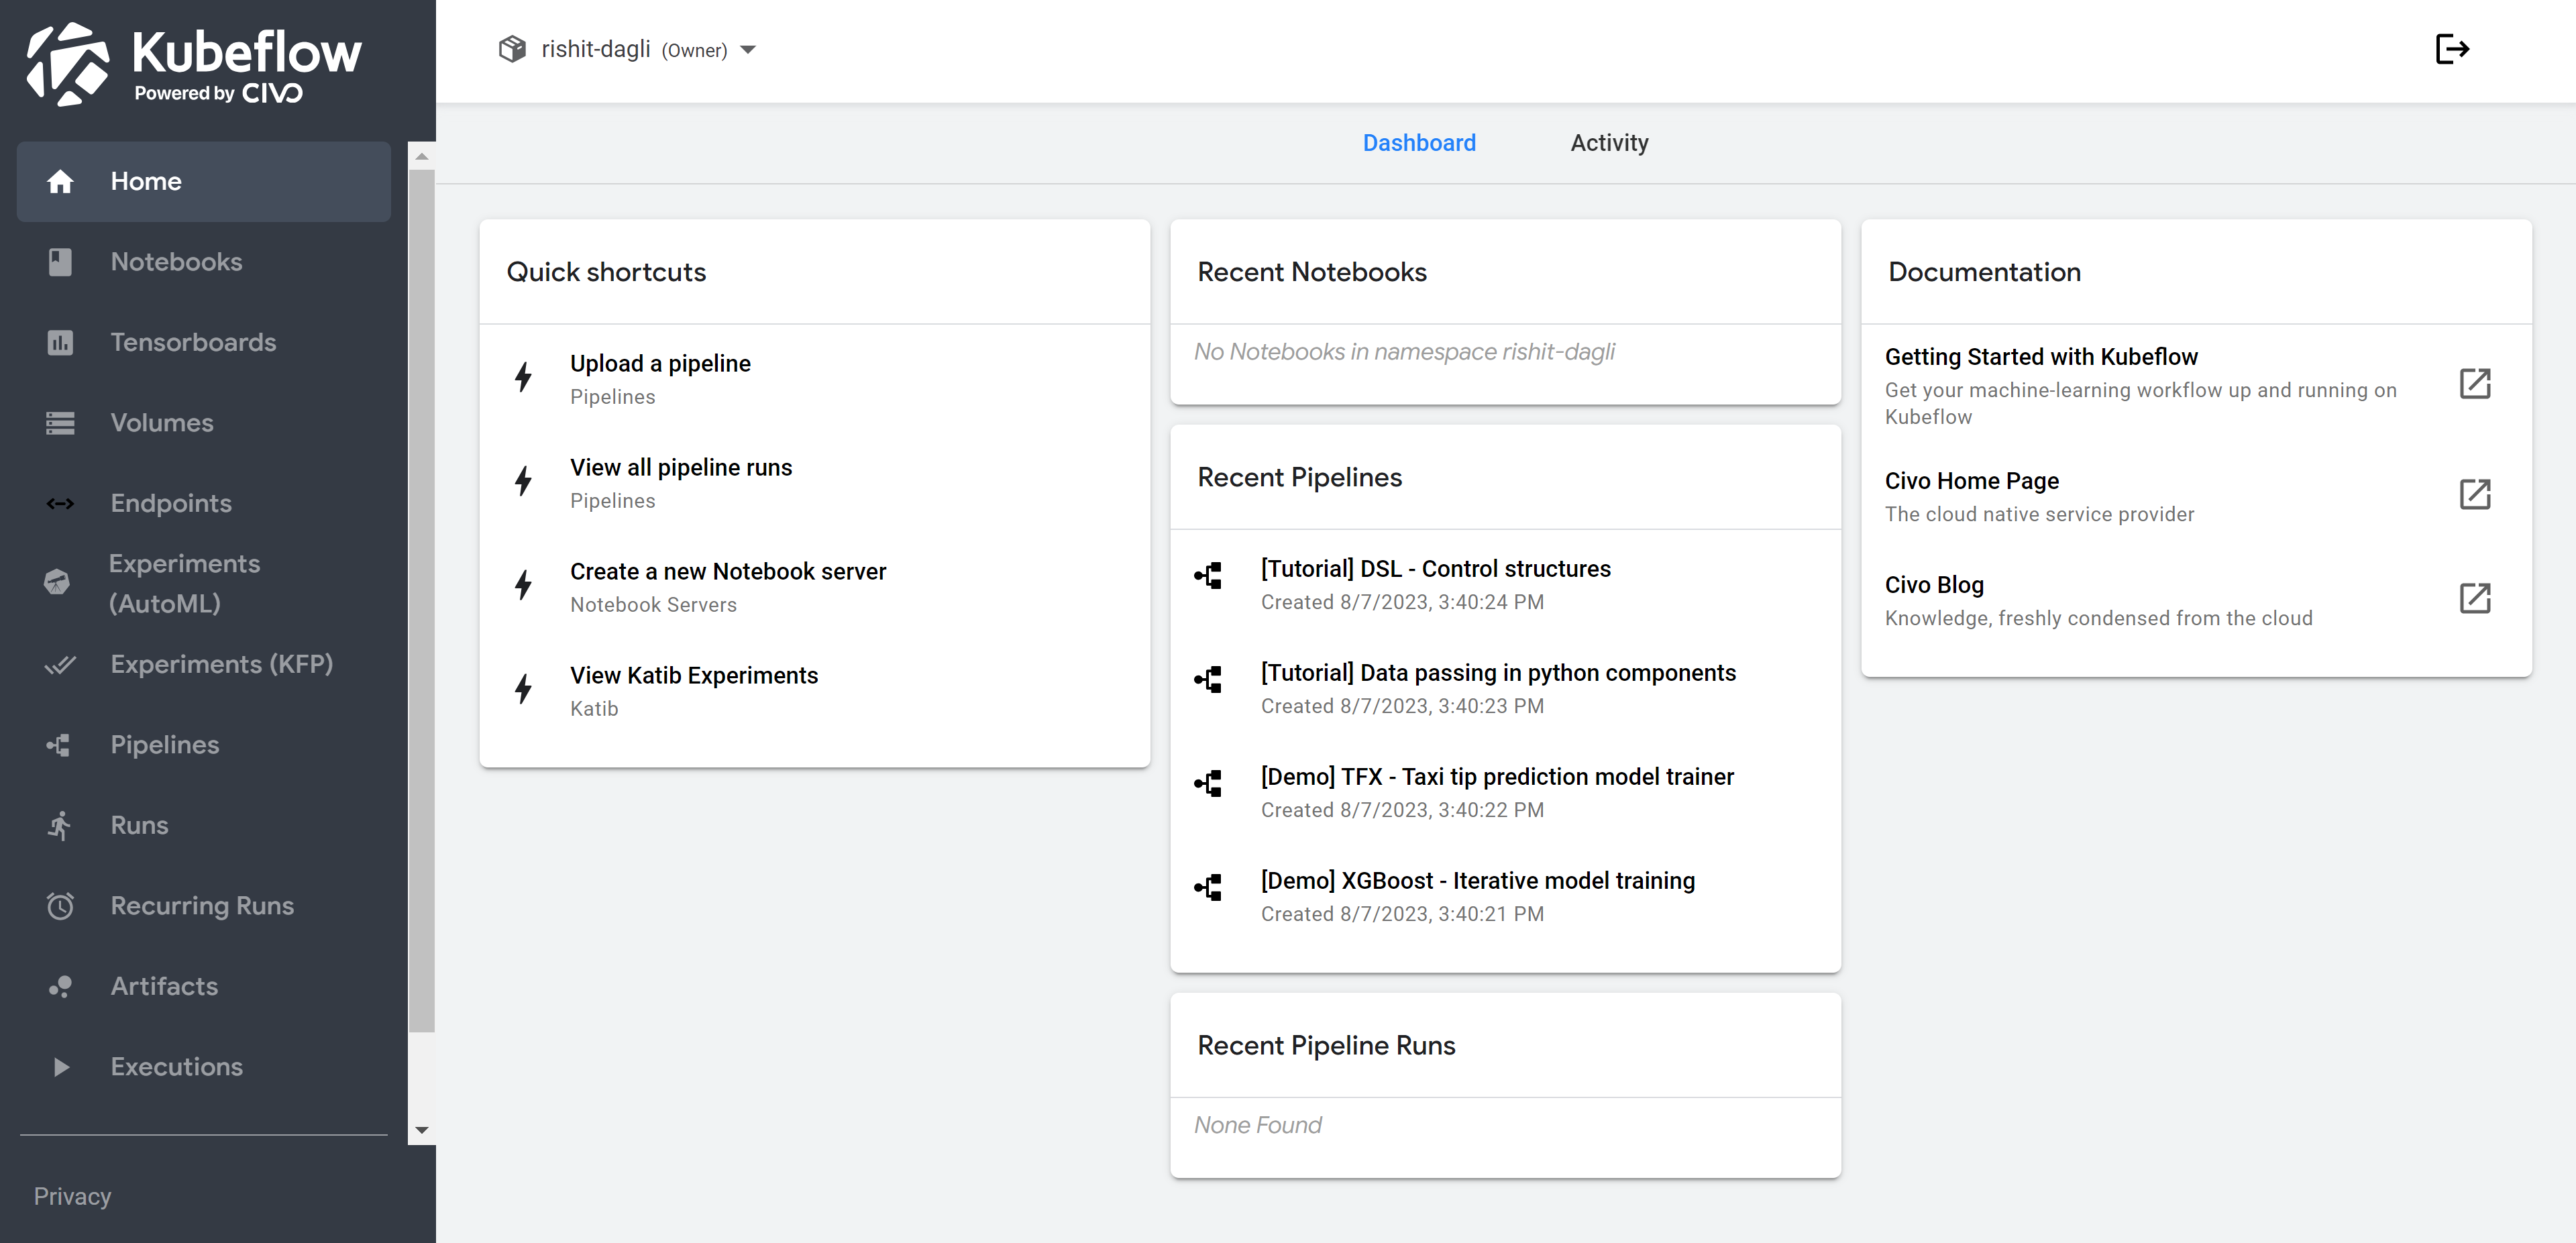 Kubeflow
Powered by CIVO
Home
Notebooks
Tensorboards
Volumes
Endpoints
Experiments
(AutoML)
Experiments (KFP)
Pipelines
Runs
Recurring Runs
Artifacts
Executions
Privacy
rishit-dagli (Owner)
Dashboard
Activity
Quick shortcuts
Upload a pipeline
Pipelines
View all pipeline runs
Pipelines
Create a new Notebook server
Notebook Servers
View Katib Experiments
Katib
Recent Notebooks
No Notebooks in namespace rishit-dagli
Recent Pipelines
[Tutorial] DSL - Control structures
Created 8/7/2023, 3:40:24 PM
[Tutorial] Data passing in python components
Created 8/7/2023, 3:40:23 PM
[Demo] TFX - Taxi tip prediction model trainer
Created 8/7/2023, 3:40:22 PM
[Demo] XGBoost - Iterative model training
Created 8/7/2023, 3:40:21 PM
Recent Pipeline Runs
None Found
Documentation
Getting Started with Kubeflow
Get your machine-learning workflow up and running on
Kubeflow
Civo Home Page
The cloud native service provider
Civo Blog
Knowledge, freshly condensed from the cloud